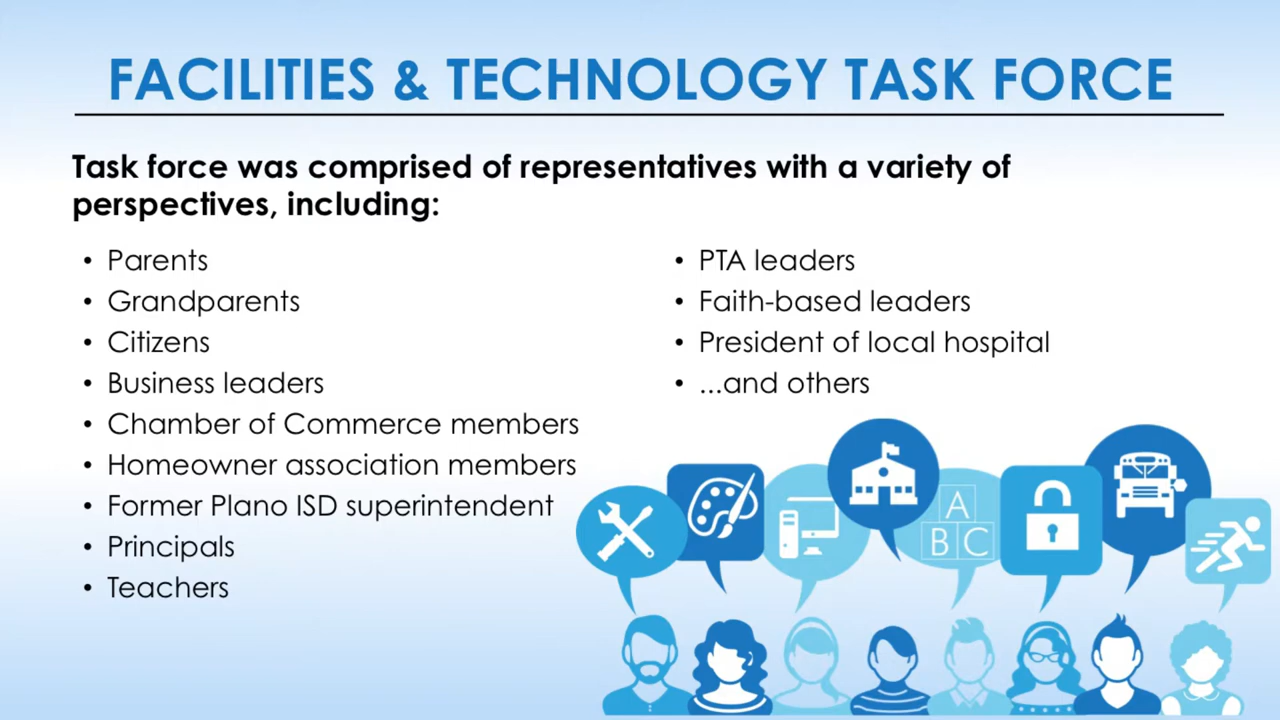 FACILITIES & TECHNOLOGY TASK FORCE
Task force was comprised of representatives with a variety of
perspectives, including:
• Parents
• Grandparents
• Citizens
• Business leaders
• Chamber of Commerce members
• Homeowner association members
• Former Plano ISD superintendent
• Principals
• Teachers
• PTA leaders
• Faith-based leaders
• President of local hospital
• ...and others
A
B C